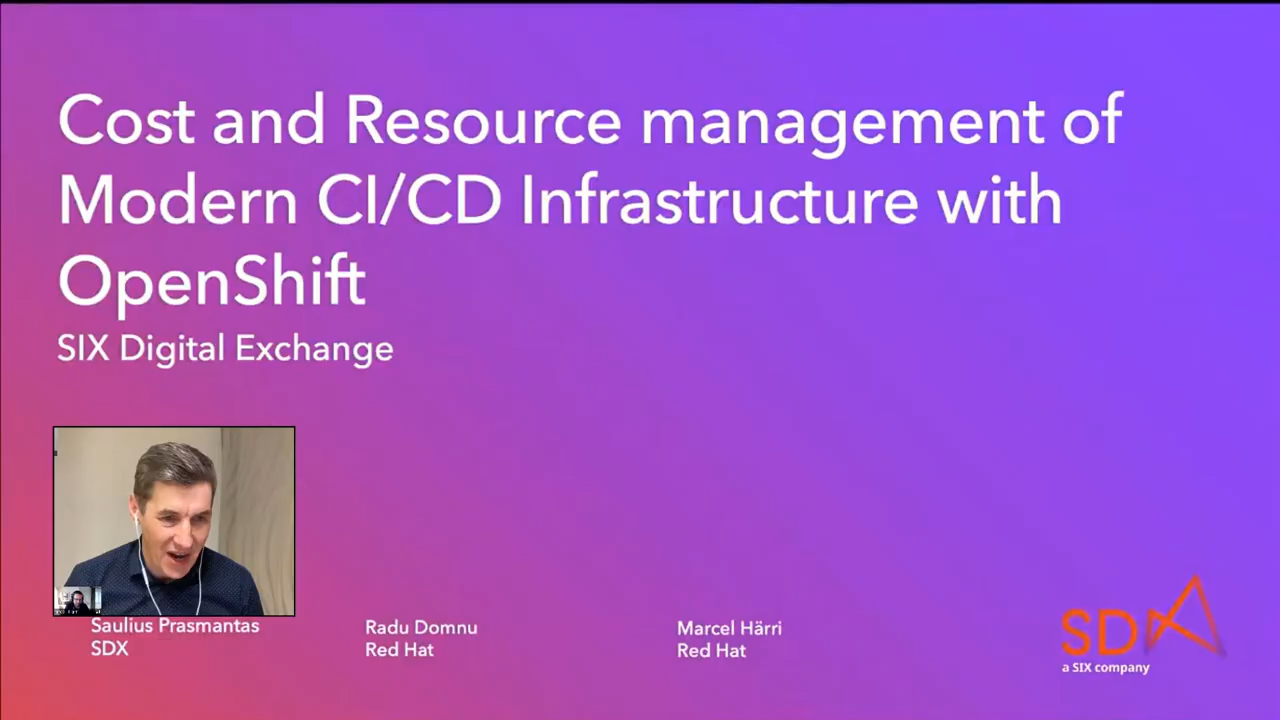 Cost and Resource management of
Modern CI/CD Infrastructure with
OpenShift
SIX Digital Exchange
Saulius Prasmantas
SDX
Radu Domnu
Red Hat
Marcel Härri
Red Hat
SDX
a SIX company